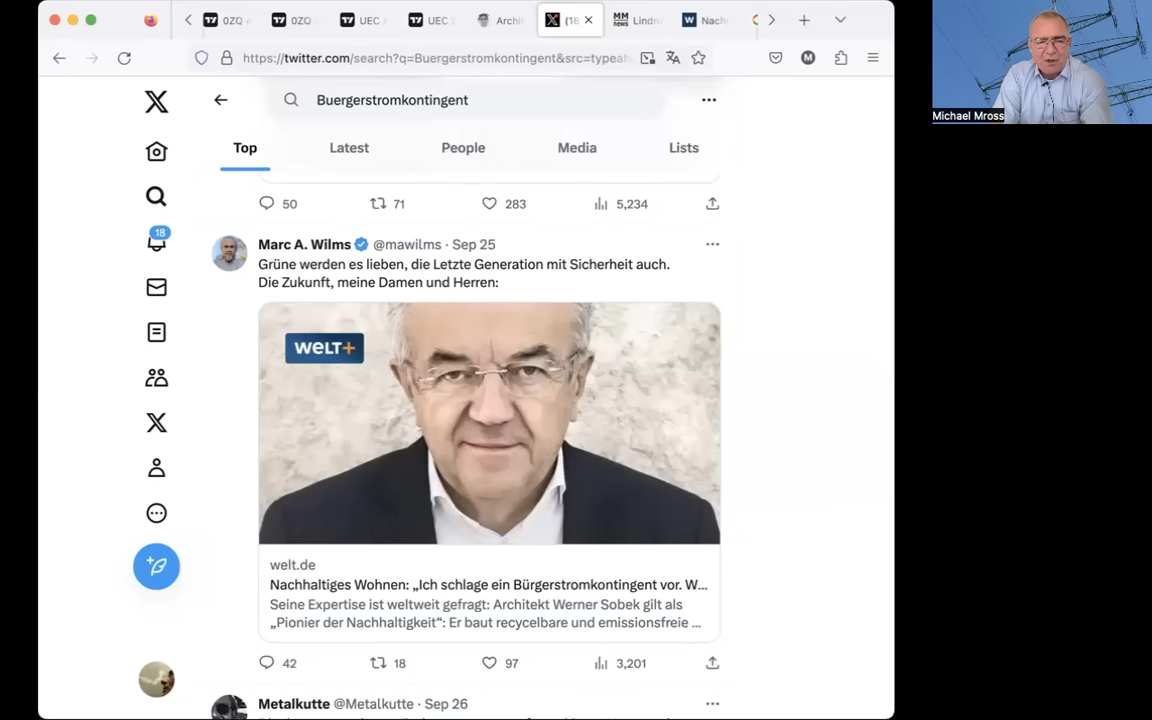 0ZQ
0ZQ
UEC
UEC
Archi
(18
MM
news
Lindn
W
Nach
https://twitter.com/search?q=Buergerstromkontingent&src=typeah
M
Michael Mross
Buergerstromkontingent
Top
Latest
People
Media
Lists
50
71
283
5,234
18
Marc A. Wilms @mawilms · Sep 25
Grüne werden es lieben, die Letzte Generation mit Sicherheit auch.
Die Zukunft, meine Damen und Herren:
WELT+
welt.de
Nachhaltiges Wohnen: „Ich schlage ein Bürgerstromkontingent vor. W...
Seine Expertise ist weltweit gefragt: Architekt Werner Sobek gilt als
„Pionier der Nachhaltigkeit“: Er baut recycelbare und emissionsfreie ...
42
18
97
3,201
Metalkutte @Metalkutte · Sep 26